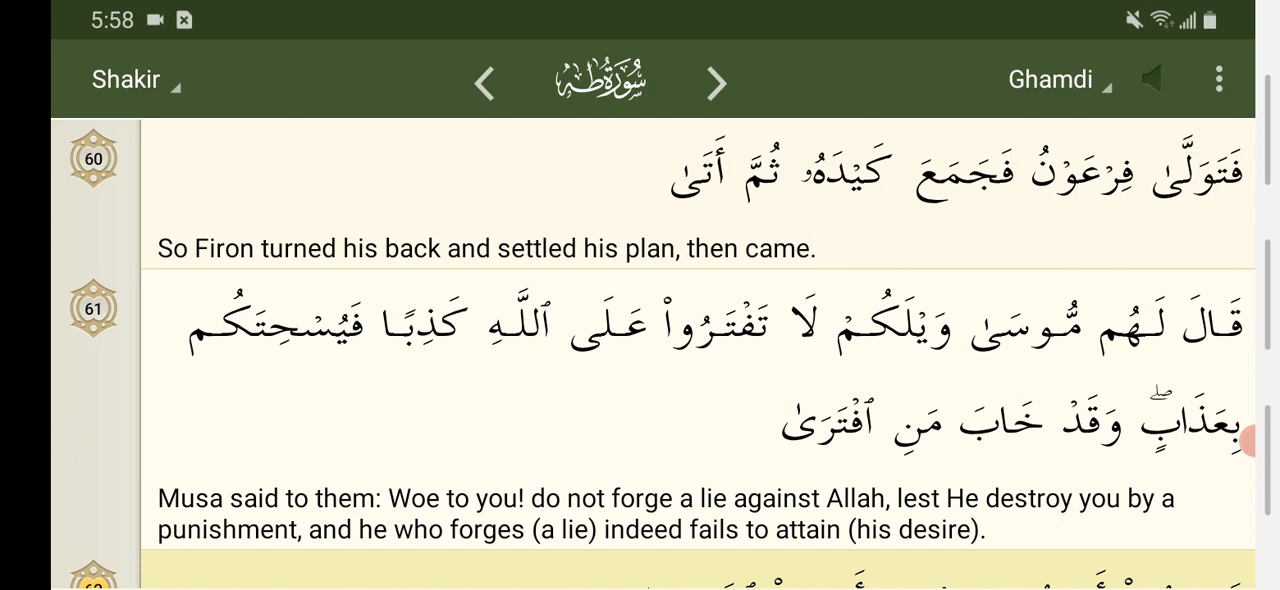 5:58
Shakir
سُورَةُ طه
Ghamdi
60
فَتَوَلَّىٰ فِرْعَوْنُ فَجَمَعَ كَيْدَهُۥ ثُمَّ أَتَىٰ
So Firon turned his back and settled his plan, then came.
61
قَالَ لَهُم مُّوسَىٰ وَيْلَكُمْ لَا تَفْتَرُوا۟ عَلَى ٱللَّهِ كَذِبًا فَيُسْحِتَكُم
بِعَذَابٍ ۖ وَقَدْ خَابَ مَنِ ٱفْتَرَىٰ
Musa said to them: Woe to you! do not forge a lie against Allah, lest He destroy you by a
punishment, and he who forges (a lie) indeed fails to attain (his desire).